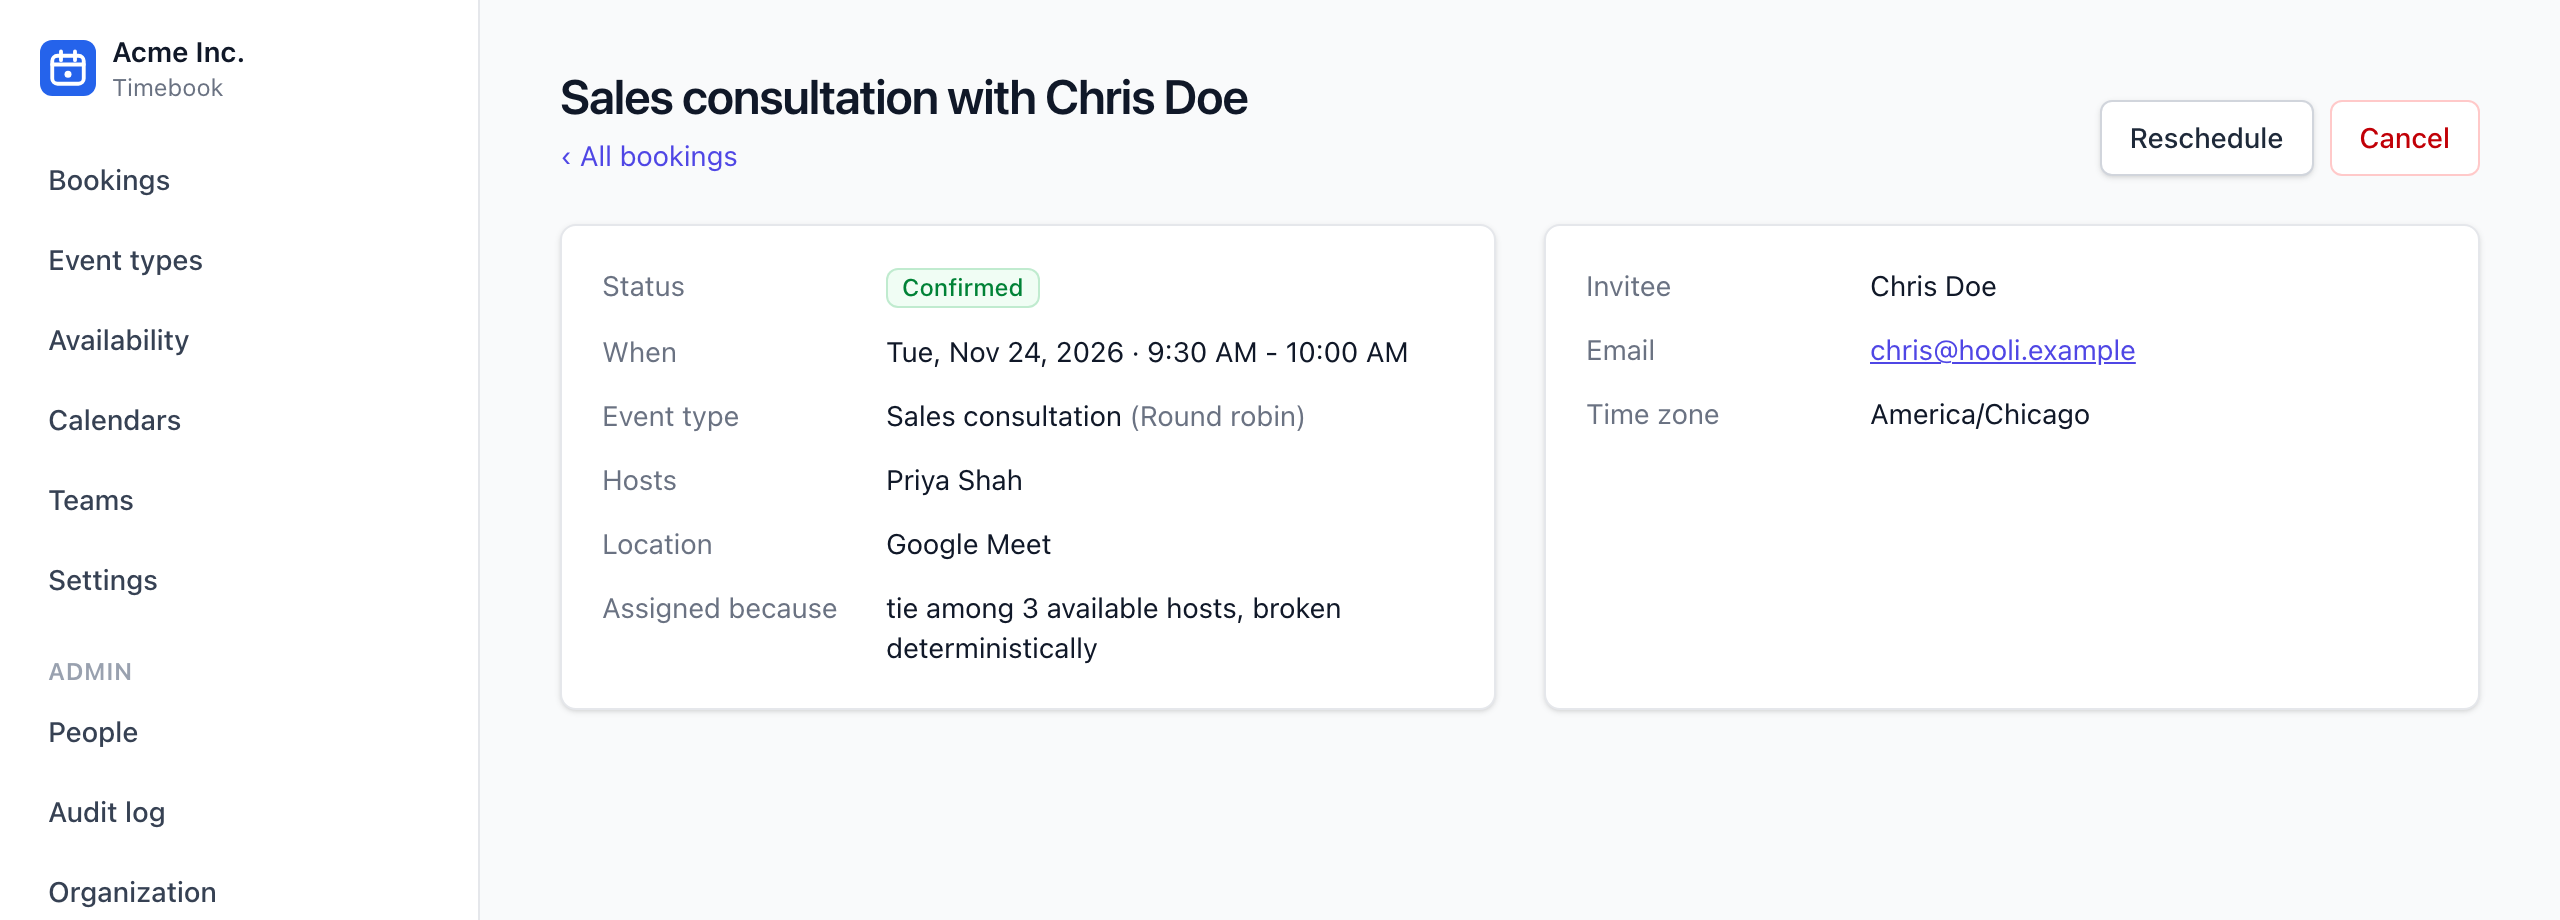 Acme Inc.
Timebook
Bookings
Event types
Availability
Calendars
Teams
Settings
ADMIN
People
Audit log
Organization
Sales consultation with Chris Doe
‹ All bookings
Reschedule
Cancel
Status Confirmed
When Tue, Nov 24, 2026 · 9:30 AM - 10:00 AM
Event type Sales consultation (Round robin)
Hosts Priya Shah
Location Google Meet
Assigned because tie among 3 available hosts, broken
deterministically
Invitee Chris Doe
Email chris@hooli.example
Time zone America/Chicago